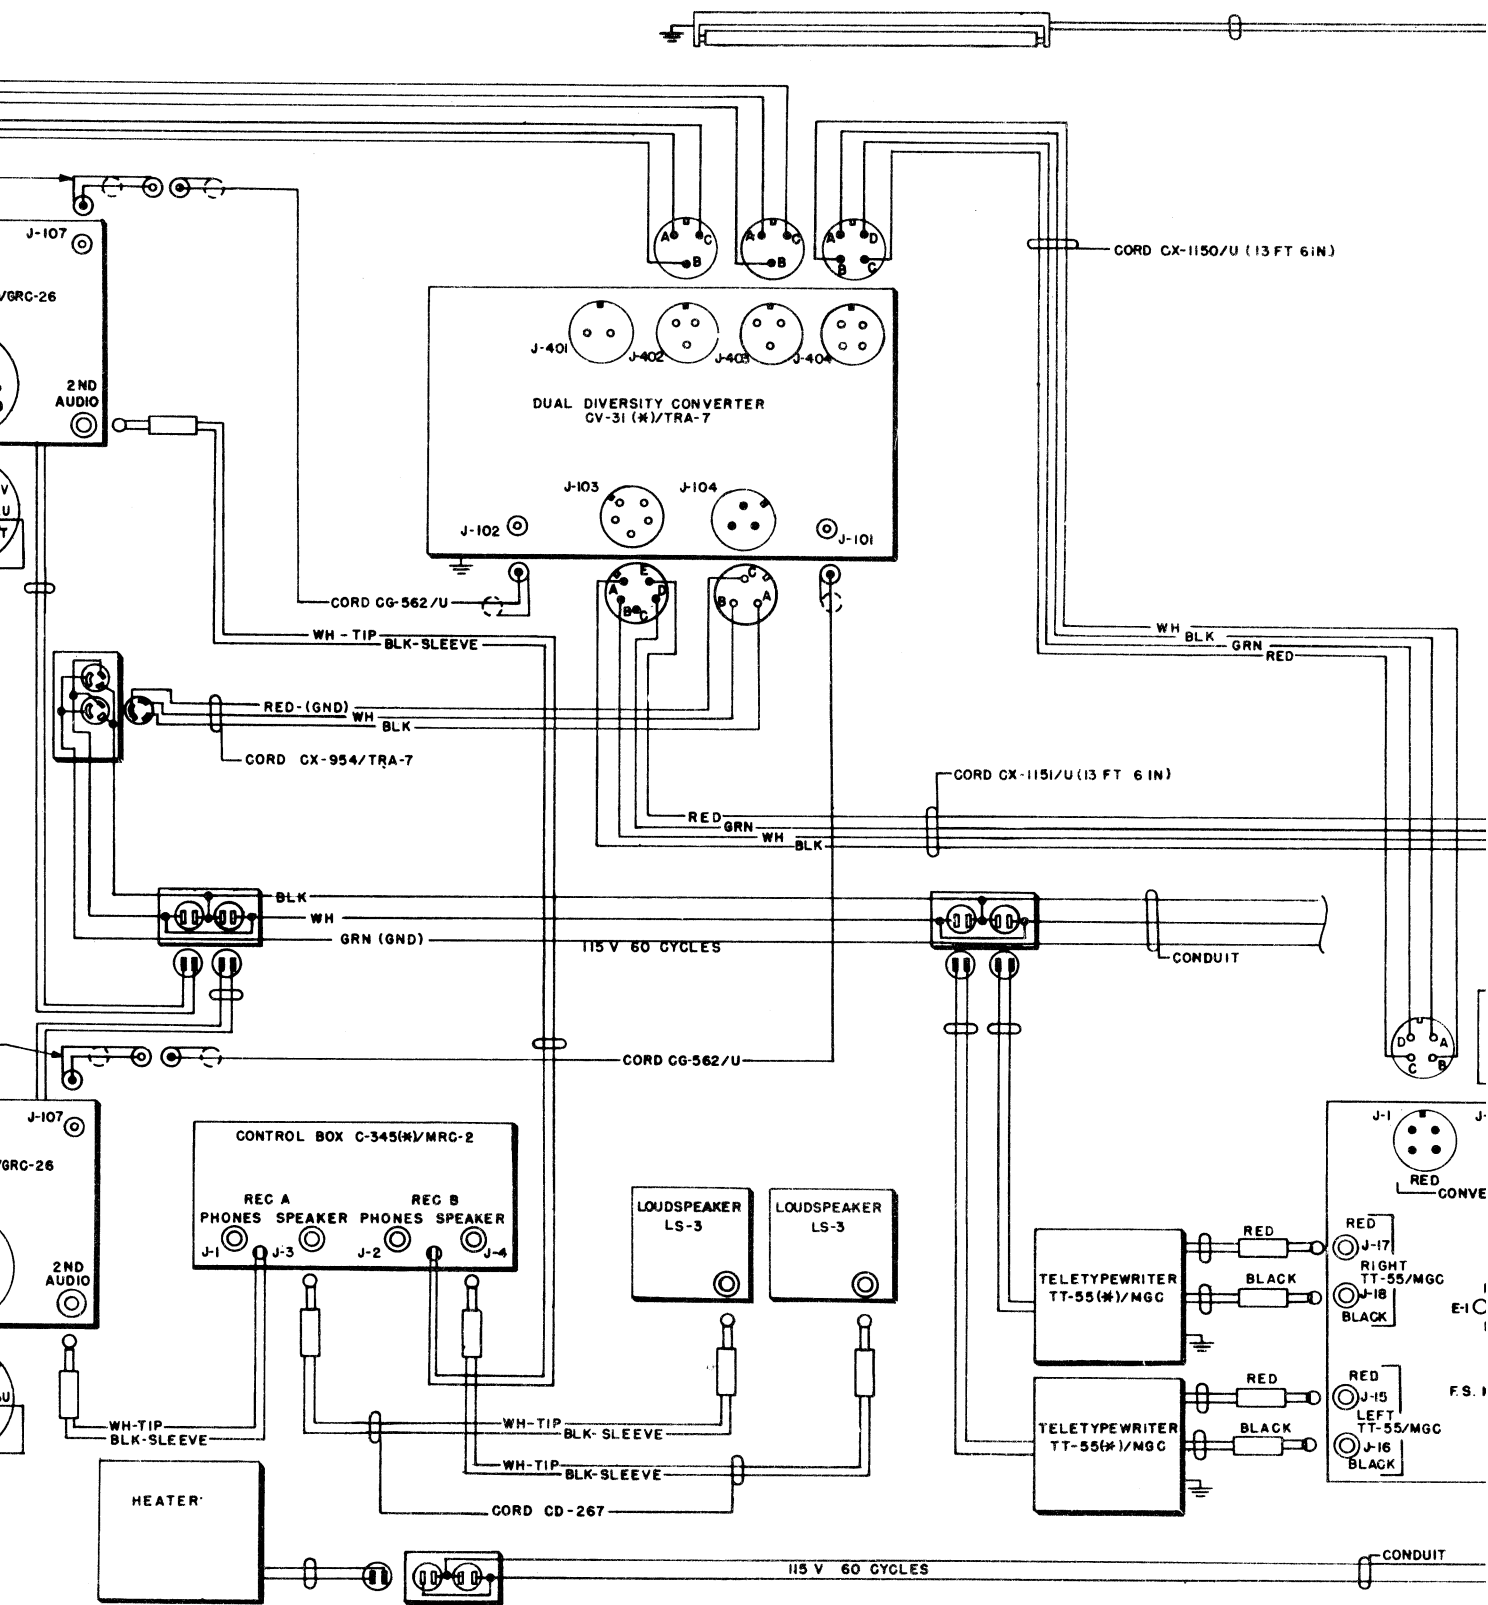 J-107
/GRC-26
2 ND
AUDIO
V
U
T
A
C
B
A
C
B
A
D
B
C
CORD CX-1150/U (13 FT 6 IN.)
J-401
J-402
J-403
J-404
DUAL DIVERSITY CONVERTER
CV-31 (*)/TRA-7
J-103
J-104
J-102
J-101
E
A
D
B
C
C
B
A
CORD CG-562/U
WH - TIP
BLK-SLEEVE
WH
BLK
GRN
RED
RED-(GND)
WH
BLK
CORD CX-954/TRA-7
CORD CX-1151/U (13 FT 6 IN)
RED
GRN
WH
BLK
BLK
WH
GRN (GND)
115 V 60 CYCLES
CONDUIT
CORD CG-562/U
D
A
C
B
J-107
/GRC-26
2ND
AUDIO
U
CONTROL BOX C-345(*)/MRC-2
REC A
REC B
PHONES SPEAKER PHONES SPEAKER
J-1
J-3
J-2
J-4
LOUDSPEAKER
LS-3
LOUDSPEAKER
LS-3
J-1
J-
RED
CONVE
TELETYPEWRITER
TT-55(*)/MGC
RED
BLACK
RED
J-17
RIGHT
TT-55/MGC
J-18
BLACK
E-1
TELETYPEWRITER
TT-55(*)/MGC
RED
BLACK
RED
J-15
LEFT
TT-55/MGC
J-16
BLACK
F.S.
WH-TIP
BLK-SLEEVE
WH-TIP
BLK-SLEEVE
WH-TIP
BLK-SLEEVE
CORD CD-267
HEATER
115 V 60 CYCLES
CONDUIT